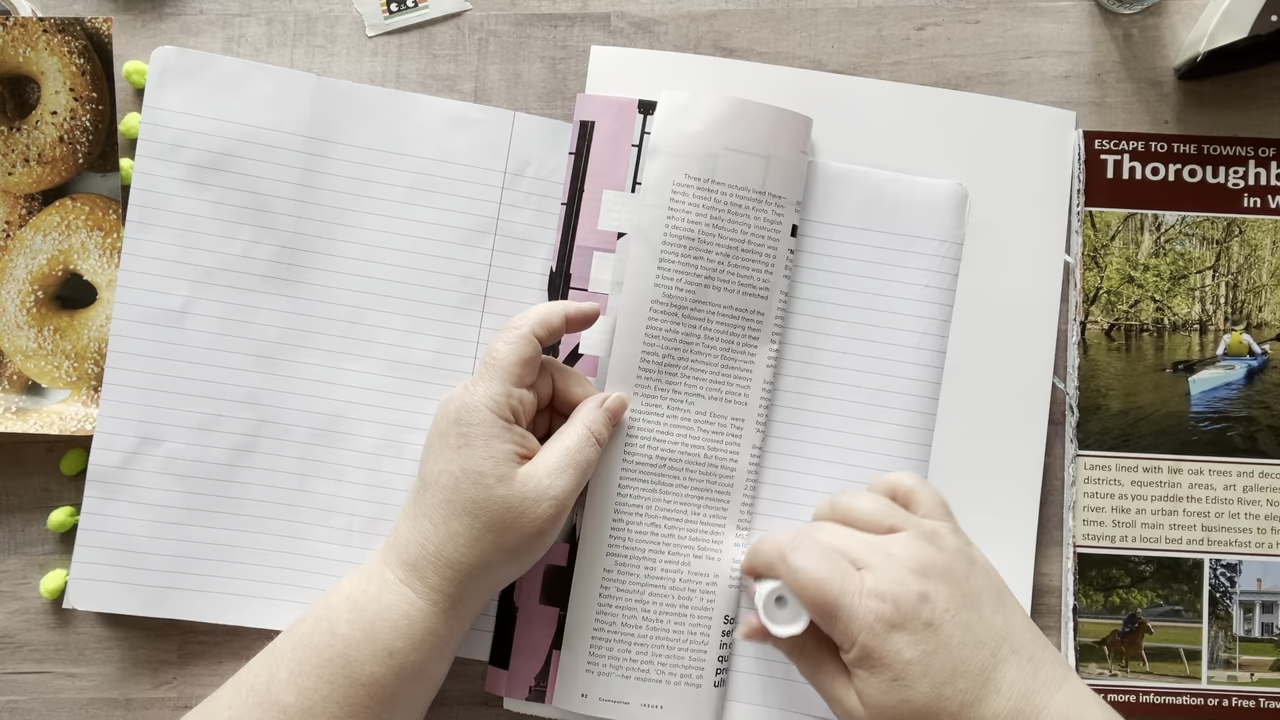 Three of them actually lived there—
Lauren worked as a translator for Nin-
tendo, based for a time in Kyoto. Then
there was Kathryn Robarts, an English
teacher and belly-dancing instructor
who'd been in Matsudo for more than
a decade. Ebony Norwood-Brown was
a longtime Tokyo resident, working as a
daycare provider while co-parenting a
young son with her ex. Sabrina was the
globe-trotting tourist of the bunch, a sci-
ence researcher who lived in Seattle, with
a love of Japan so big that it stretched
across the sea.
Sabrina's connections with each of the
others began when she friended them on
Facebook, followed by messaging them
one-on-one to ask if she could stay at their
place while visiting. She'd book a plane
ticket, touch down in Tokyo, and lavish her
host—Lauren or Kathryn or Ebony—with
meals, gifts, and whimsical adventures.
She had plenty of money and was always
happy to treat. She never asked for much
in return, apart from a comfy place to
crash. Every few months, she'd be back
in Japan for more fun.
Lauren, Kathryn, and Ebony were
acquainted with one another too. They
had friends in common. They were linked
on social media and had crossed paths
here and there over the years. Sabrina was
part of that wider network. But from the
beginning, they each clocked little things
that seemed off about their bubbly guest:
minor inconsistencies, a fervor that could
sometimes bulldoze other people's needs.
Kathryn recalls Sabrina's strange insistence
that Kathryn join her in wearing character
costumes at Disneyland, like a yellow
Winnie the Pooh–themed dress fashioned
with garish ruffles. Kathryn said she didn't
want to wear the outfit, but Sabrina kept
trying to convince her anyway. Sabrina's
arm-twisting made Kathryn feel like a
passive plaything, a weird doll.
Sabrina was equally tireless in
her flattery, showering Kathryn with
nonstop compliments about her talent,
her "beautiful dancer's body." It set
Kathryn on edge in a way she couldn't
quite explain, like a preamble to some
ulterior truth. Maybe it was nothing
though. Maybe Sabrina was like this
with everyone, just a starburst of playful
energy hitting every craft fair and anime
pop-up café and live-action Sailor
Moon play in her path. Her catchphrase
was a high-pitched, "Oh my god, oh
my god!"—her response to all things
92 Cosmopolitan ISSUE 5
ESCAPE TO THE TOWNS OF
Thoroughb
in W
Lanes lined with live oak trees and deco
districts, equestrian areas, art gallerie
nature as you paddle the Edisto River, No
river. Hike an urban forest or let the ele
time. Stroll main street businesses to fin
staying at a local bed and breakfast or a h
r more information or a Free Trav